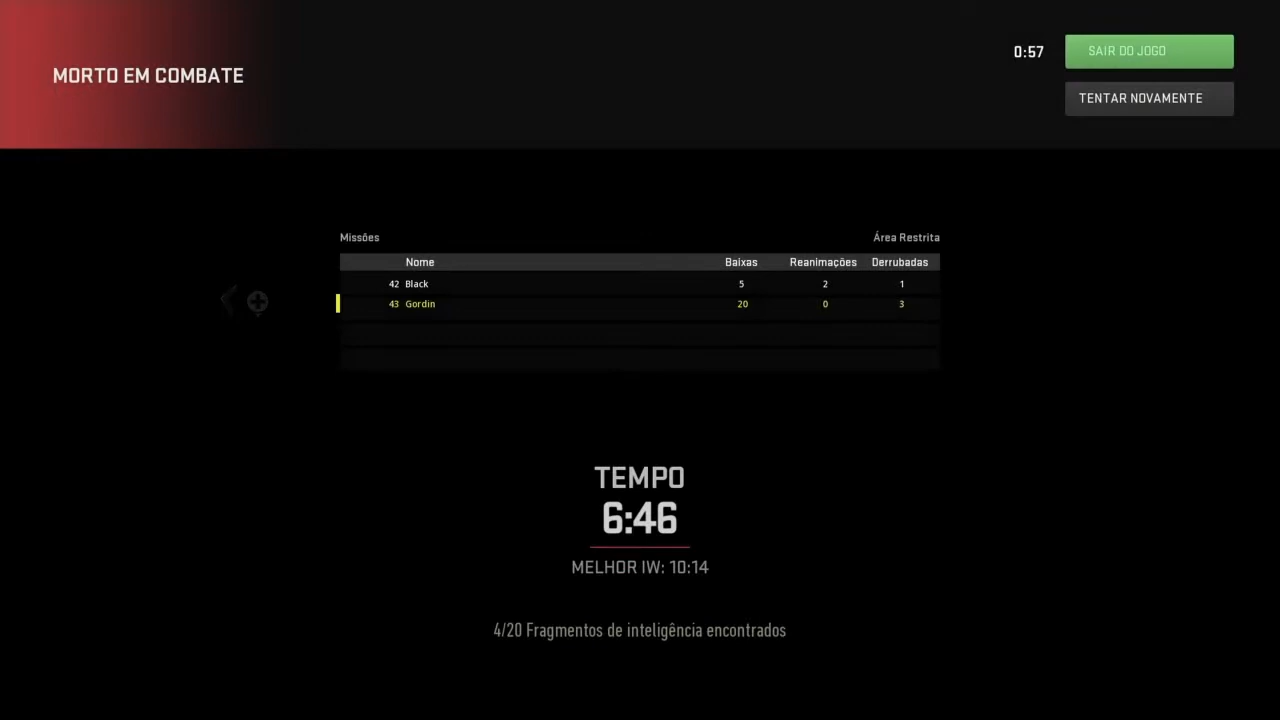 MORTO EM COMBATE
0:57 SAIR DO JOGO
TENTAR NOVAMENTE
Missões Área Restrita
Nome Baixas Reanimações Derrubadas
42 Black 5 2 1
43 Gordin 20 0 3
TEMPO
6:46
MELHOR IW: 10:14
4/20 Fragmentos de inteligência encontrados